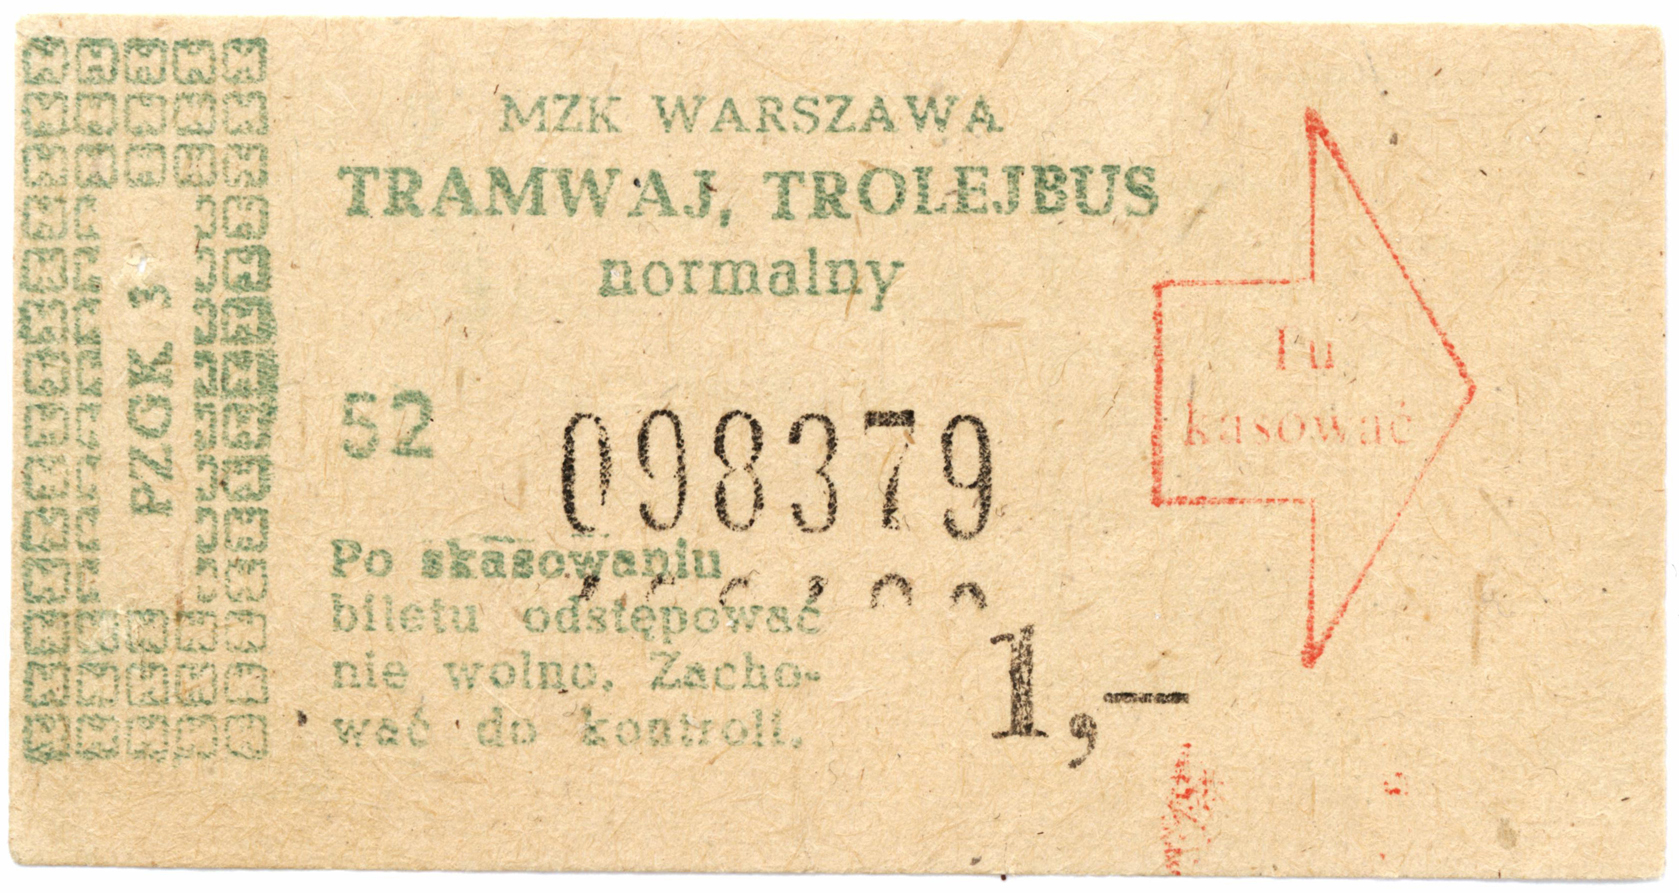 MZK WARSZAWA
TRAMWAJ, TROLEJBUS
normalny
PZGK 3
52
098379
Po skasowaniu
biletu odstępować
nie wolno. Zacho-
wać do kontroli.
1,—
Tu
kasować